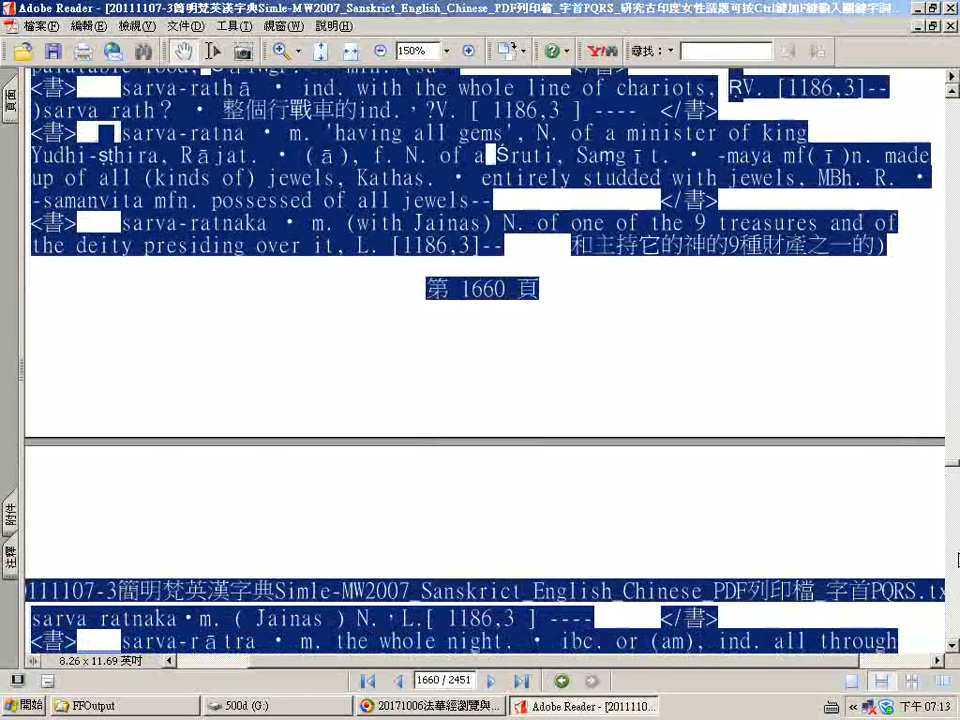 Adobe Reader - [20111107-3簡明梵英漢字典Simle-MW2007_Sanskrict_English_Chinese_PDF列印檔_字首PQRS_研究古印度女性議題可按Ctrl鍵加F鍵輸入關鍵字詞...
檔案(F) 編輯(E) 檢視(V) 文件(D) 工具(T) 視窗(W) 說明(H)
150% 尋找：
頁面
<書> sarva-rathā • ind. with the whole line of chariots, RV. [1186,3]--
)sarva rath? • 整個行戰車的ind.，?V. [ 1186,3 ] ---- </書>
<書> sarva-ratna • m. 'having all gems', N. of a minister of king
Yudhi-ṣthira, Rājat. • (ā), f. N. of a Śruti, Saṃgīt. • -maya mf(ī)n. made
up of all (kinds of) jewels, Kathas. • entirely studded with jewels, MBh. R. •
-samanvita mfn. possessed of all jewels-- </書>
<書> sarva-ratnaka • m. (with Jainas) N. of one of the 9 treasures and of
the deity presiding over it, L. [1186,3]-- 和主持它的神的9種財產之一的)
第 1660 頁
附件
注釋
111107-3簡明梵英漢字典Simle-MW2007_Sanskrict_English_Chinese_PDF列印檔_字首PQRS.tx
sarva ratnaka•m. ( Jainas ) N.，L.[ 1186,3 ] ---- </書>
<書> sarva-rātra • m. the whole night. • ibc. or (am), ind. all through
8.26 x 11.69 英吋
1660 / 2451
開始 FFOutput 500d (G:) 20171006法華經瀏覽與... Adobe Reader - [2011110... 下午 07:13